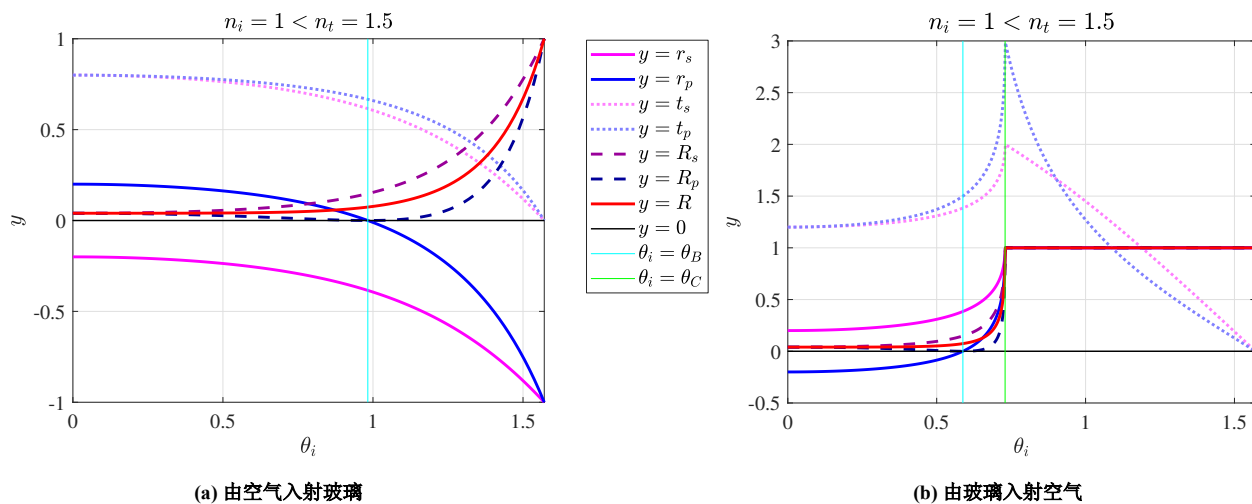 n_i = 1 < n_t = 1.5
1
0.5
0
-0.5
-1
y
0
0.5
1
1.5
θ_i
(a) 由空气入射玻璃
y = r_s
y = r_p
y = t_s
y = t_p
y = R_s
y = R_p
y = R
y = 0
θ_i = θ_B
θ_i = θ_C
n_i = 1 < n_t = 1.5
3
2.5
2
1.5
1
0.5
0
-0.5
y
0
0.5
1
1.5
θ_i
(b) 由玻璃入射空气